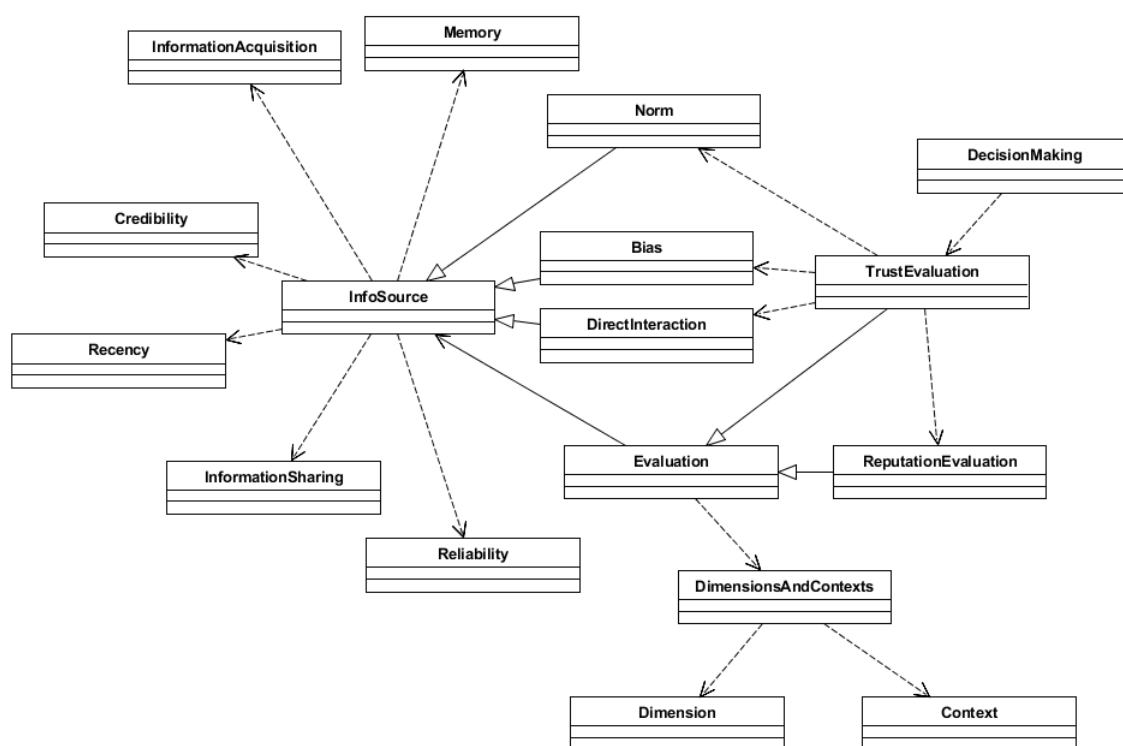 Memory
InformationAcquisition
Norm
DecisionMaking
Credibility
Bias
TrustEvaluation
InfoSource
DirectInteraction
Recency
Evaluation
ReputationEvaluation
InformationSharing
Reliability
DimensionsAndContexts
Dimension
Context